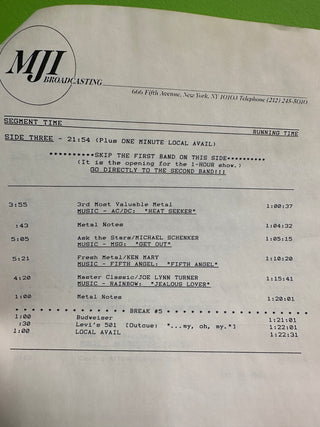 MJI
BROADCASTING
666 Fifth Avenue, New York, NY 10103 Telephone (212) 245-5010
SEGMENT TIME RUNNING TIME
SIDE THREE - 21:54 (Plus ONE MINUTE LOCAL AVAIL)
**********SKIP THE FIRST BAND ON THIS SIDE**********
(It is the opening for the 1-HOUR show.)
GO DIRECTLY TO THE SECOND BAND!!!
3:55 3rd Most Valuable Metal 1:00:37
MUSIC - AC/DC: "HEAT SEEKER"
:43 Metal Notes 1:04:32
5:05 Ask the Stars/MICHAEL SCHENKER 1:05:15
MUSIC - MSG: "GET OUT"
5:21 Fresh Metal/KEN MARY 1:10:20
MUSIC - FIFTH ANGEL: "FIFTH ANGEL"
4:20 Master Classic/JOE LYNN TURNER 1:15:41
MUSIC - RAINBOW: "JEALOUS LOVER"
1:00 Metal Notes 1:20:01
* * * * * * * * * * * * * * BREAK #5 * * * * * * * * * * * * * *
1:00 Budweiser 1:21:01
:30 Levi's 501 [Outcue: "...my, oh, my."] 1:22:01
1:00 LOCAL AVAIL 1:22:31